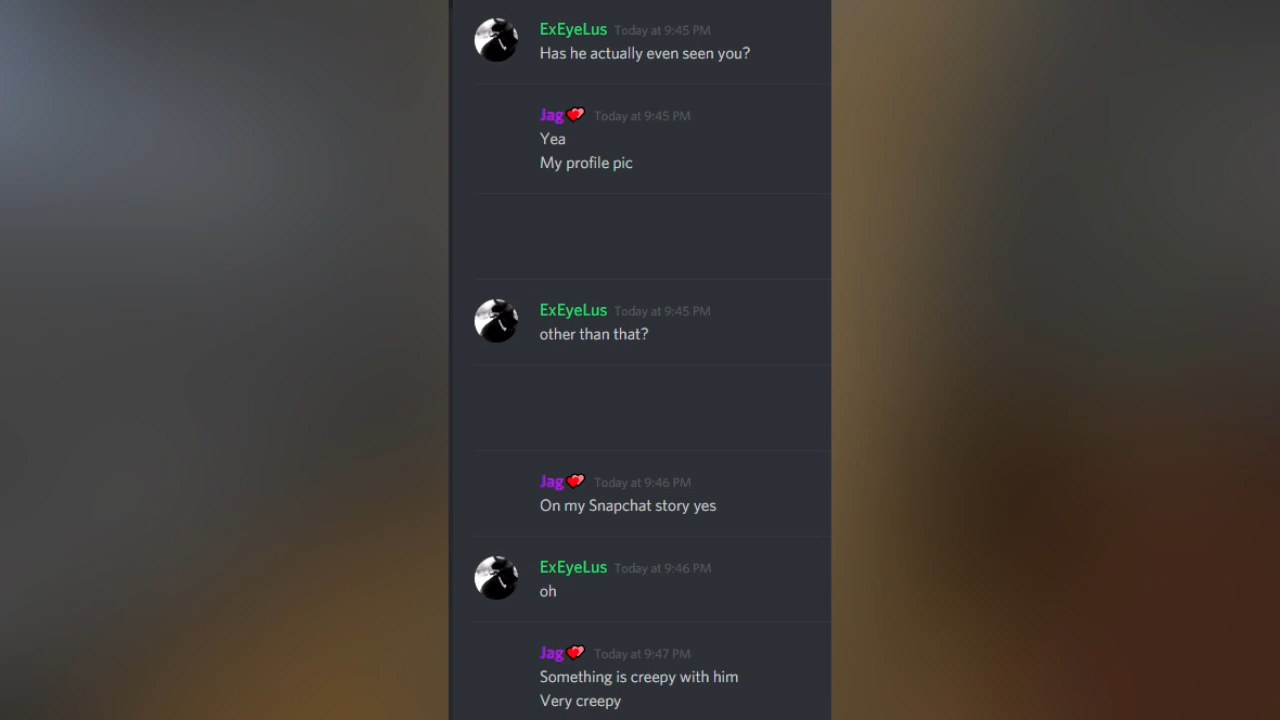 ExEyeLus Today at 9:45 PM
Has he actually even seen you?
Jag Today at 9:45 PM
Yea
My profile pic
ExEyeLus Today at 9:45 PM
other than that?
Jag Today at 9:46 PM
On my Snapchat story yes
ExEyeLus Today at 9:46 PM
oh
Jag Today at 9:47 PM
Something is creepy with him
Very creepy